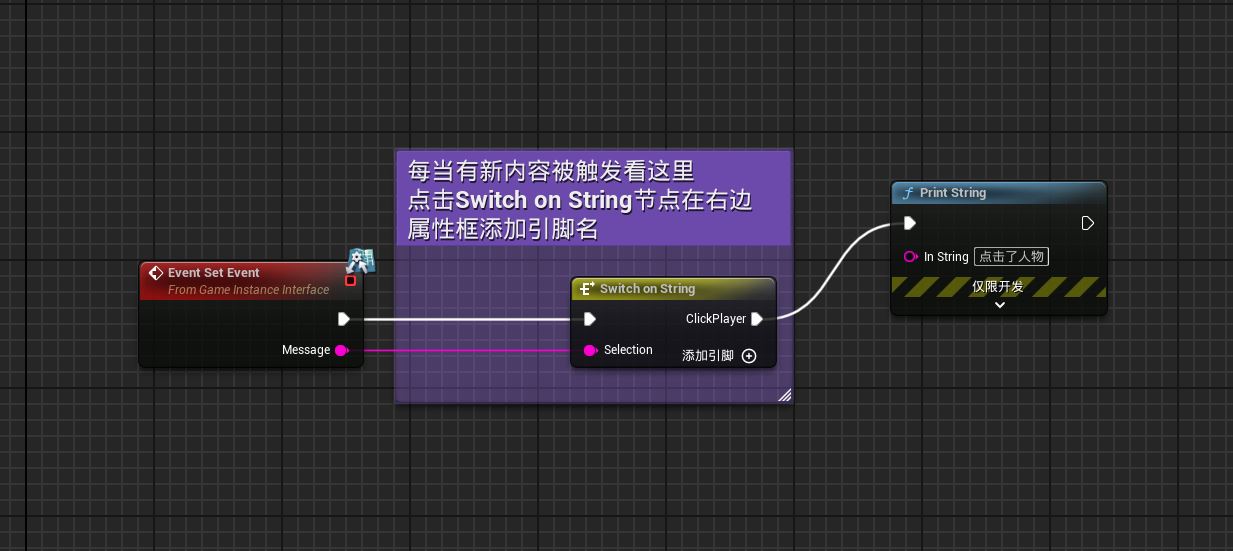 每当有新内容被触发看这里
点击Switch on String节点在右边
属性框添加引脚名
Event Set Event
From Game Instance Interface
Message
Switch on String
ClickPlayer
Selection
添加引脚
Print String
In String 点击了人物
仅限开发